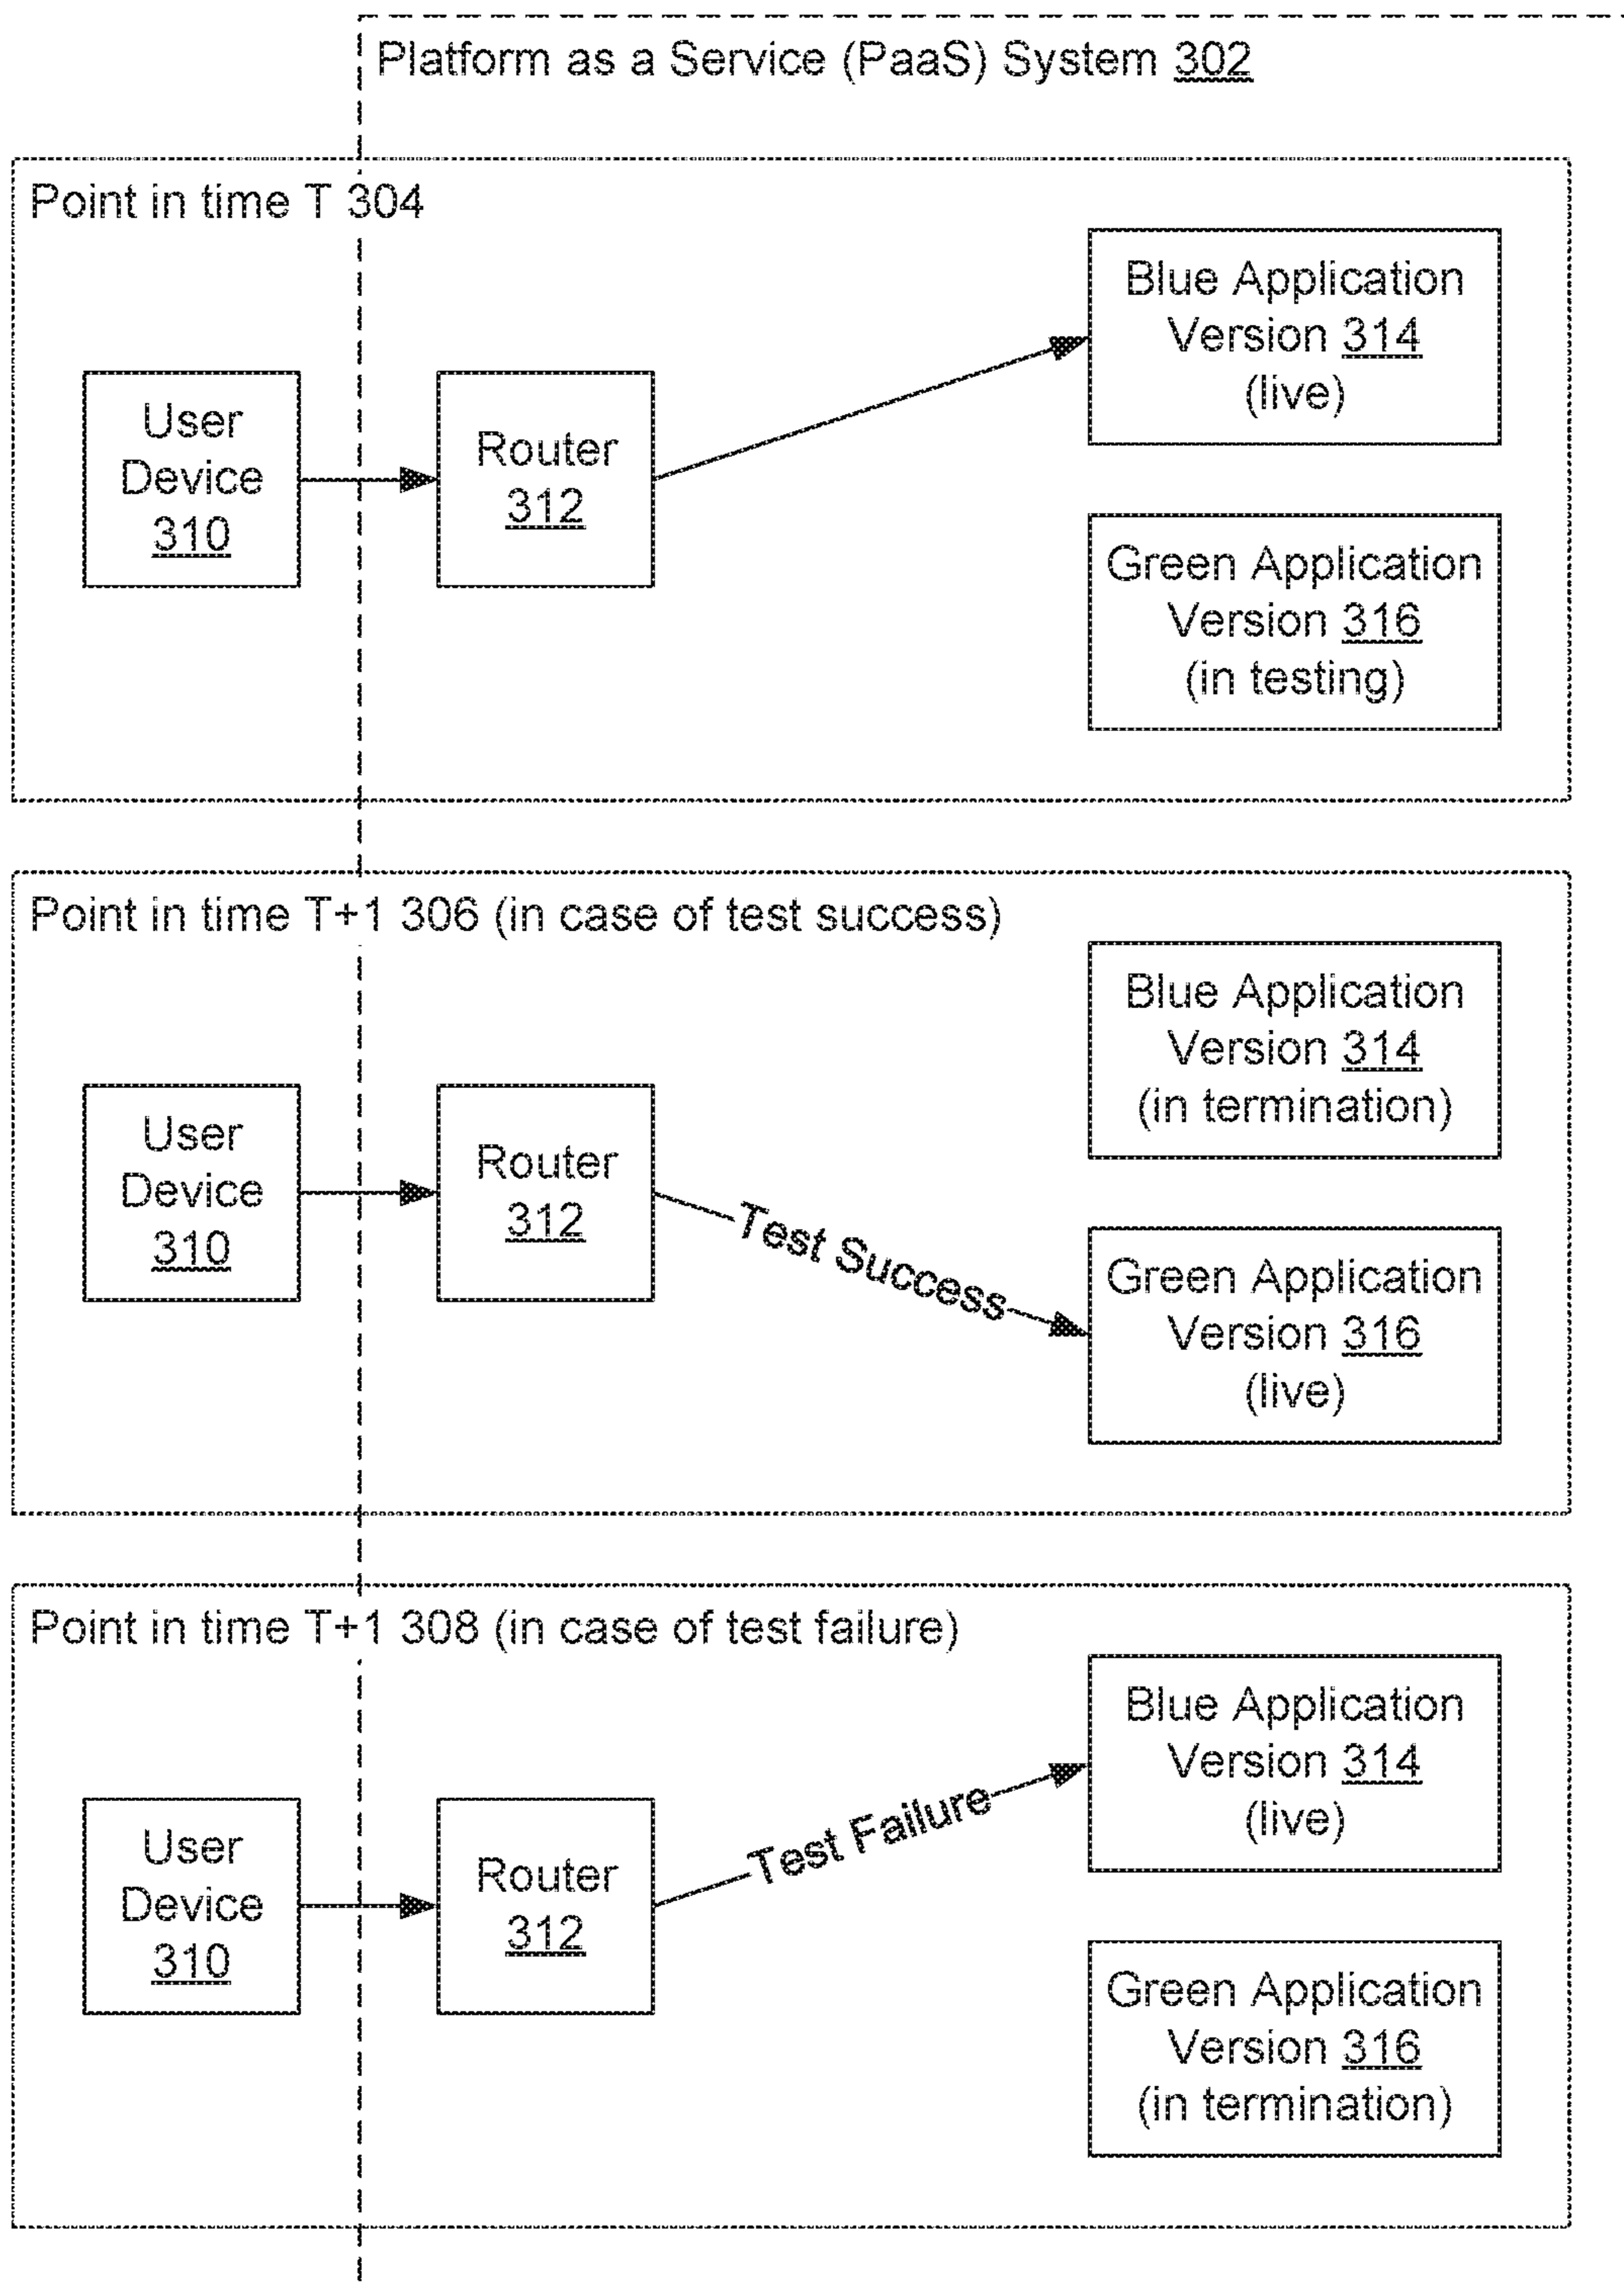 Platform as a Service (PaaS) System 302
Point in time T 304
User
Device
310
Router
312
Blue Application
Version 314
(live)
Green Application
Version 316
(in testing)
Point in time T+1 306 (in case of test success)
User
Device
310
Router
312
Test Success
Blue Application
Version 314
(in termination)
Green Application
Version 316
(live)
Point in time T+1 308 (in case of test failure)
User
Device
310
Router
312
Test Failure
Blue Application
Version 314
(live)
Green Application
Version 316
(in termination)